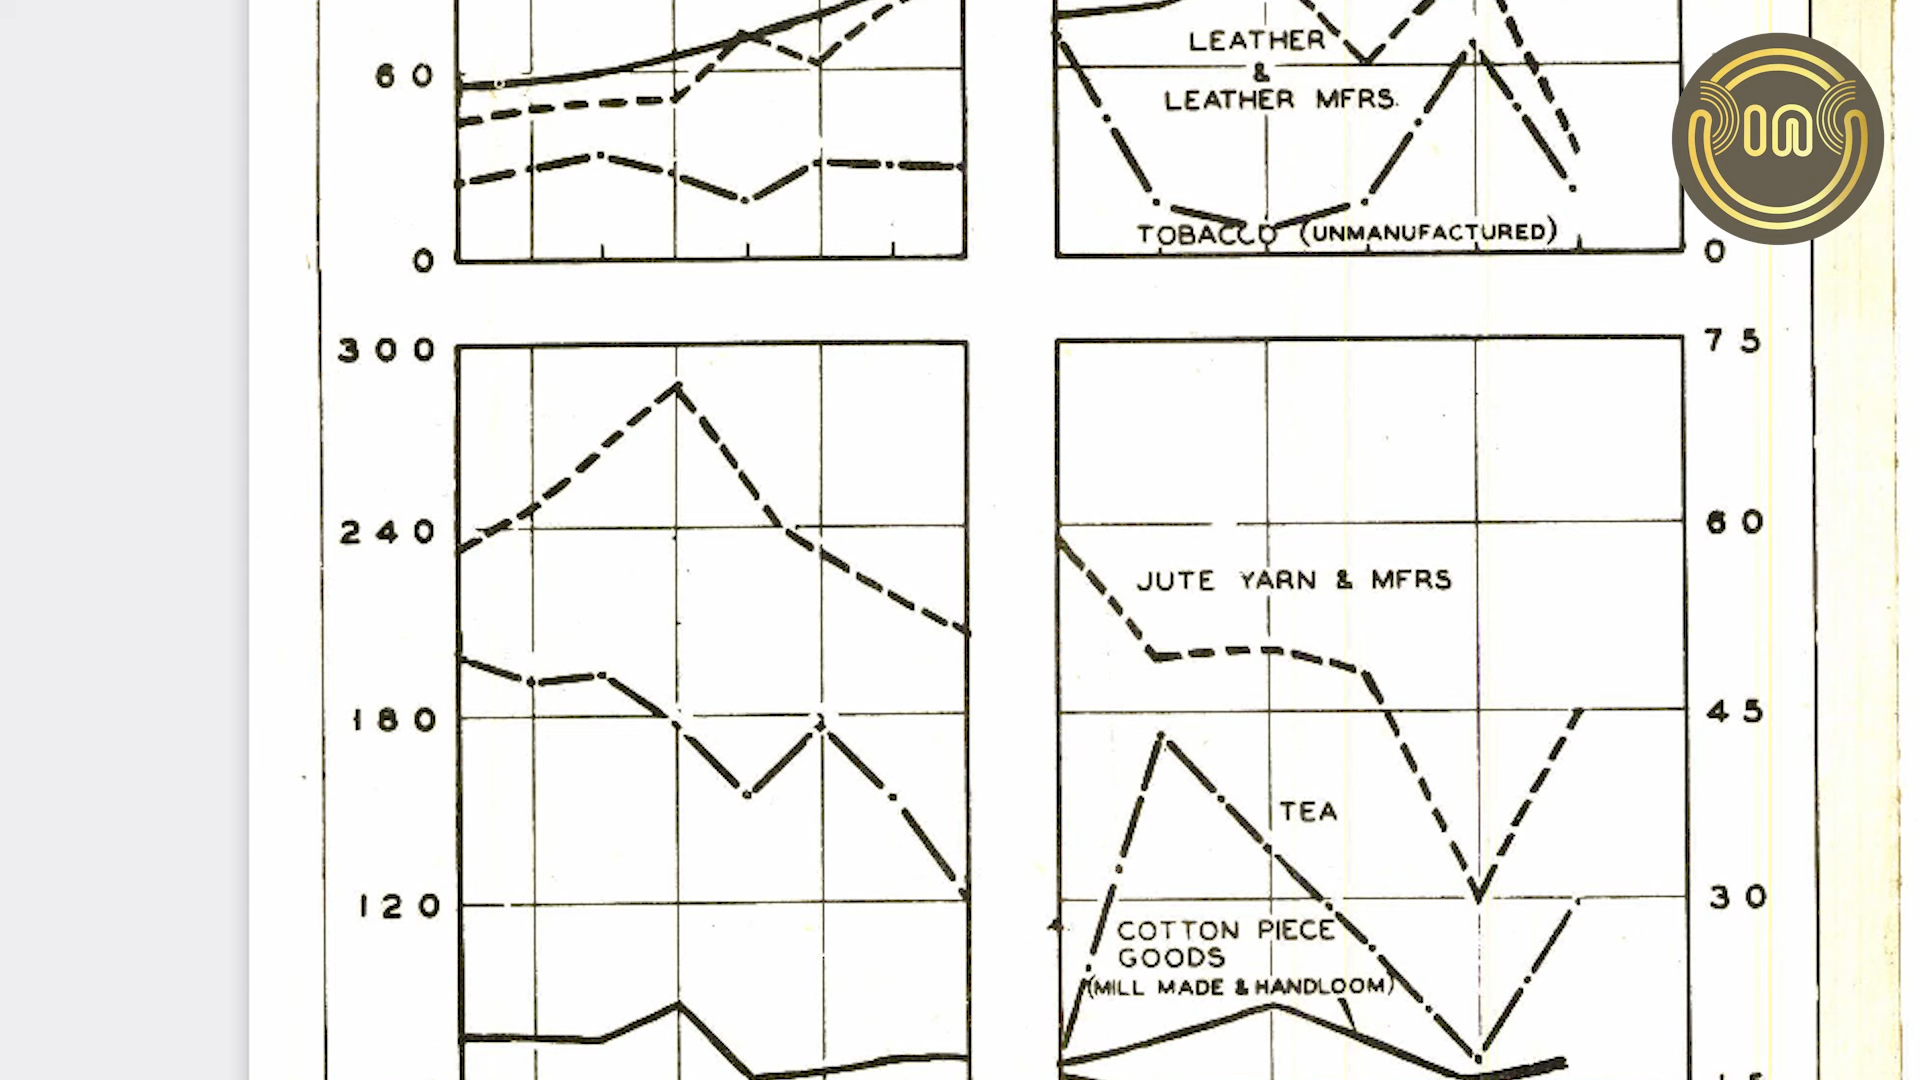 60
LEATHER
&
LEATHER MFRS.
TOBACCO (UNMANUFACTURED)
0
0
300
75
240
60
JUTE YARN & MFRS
180
45
TEA
120
30
COTTON PIECE
GOODS
(MILL MADE & HANDLOOM)